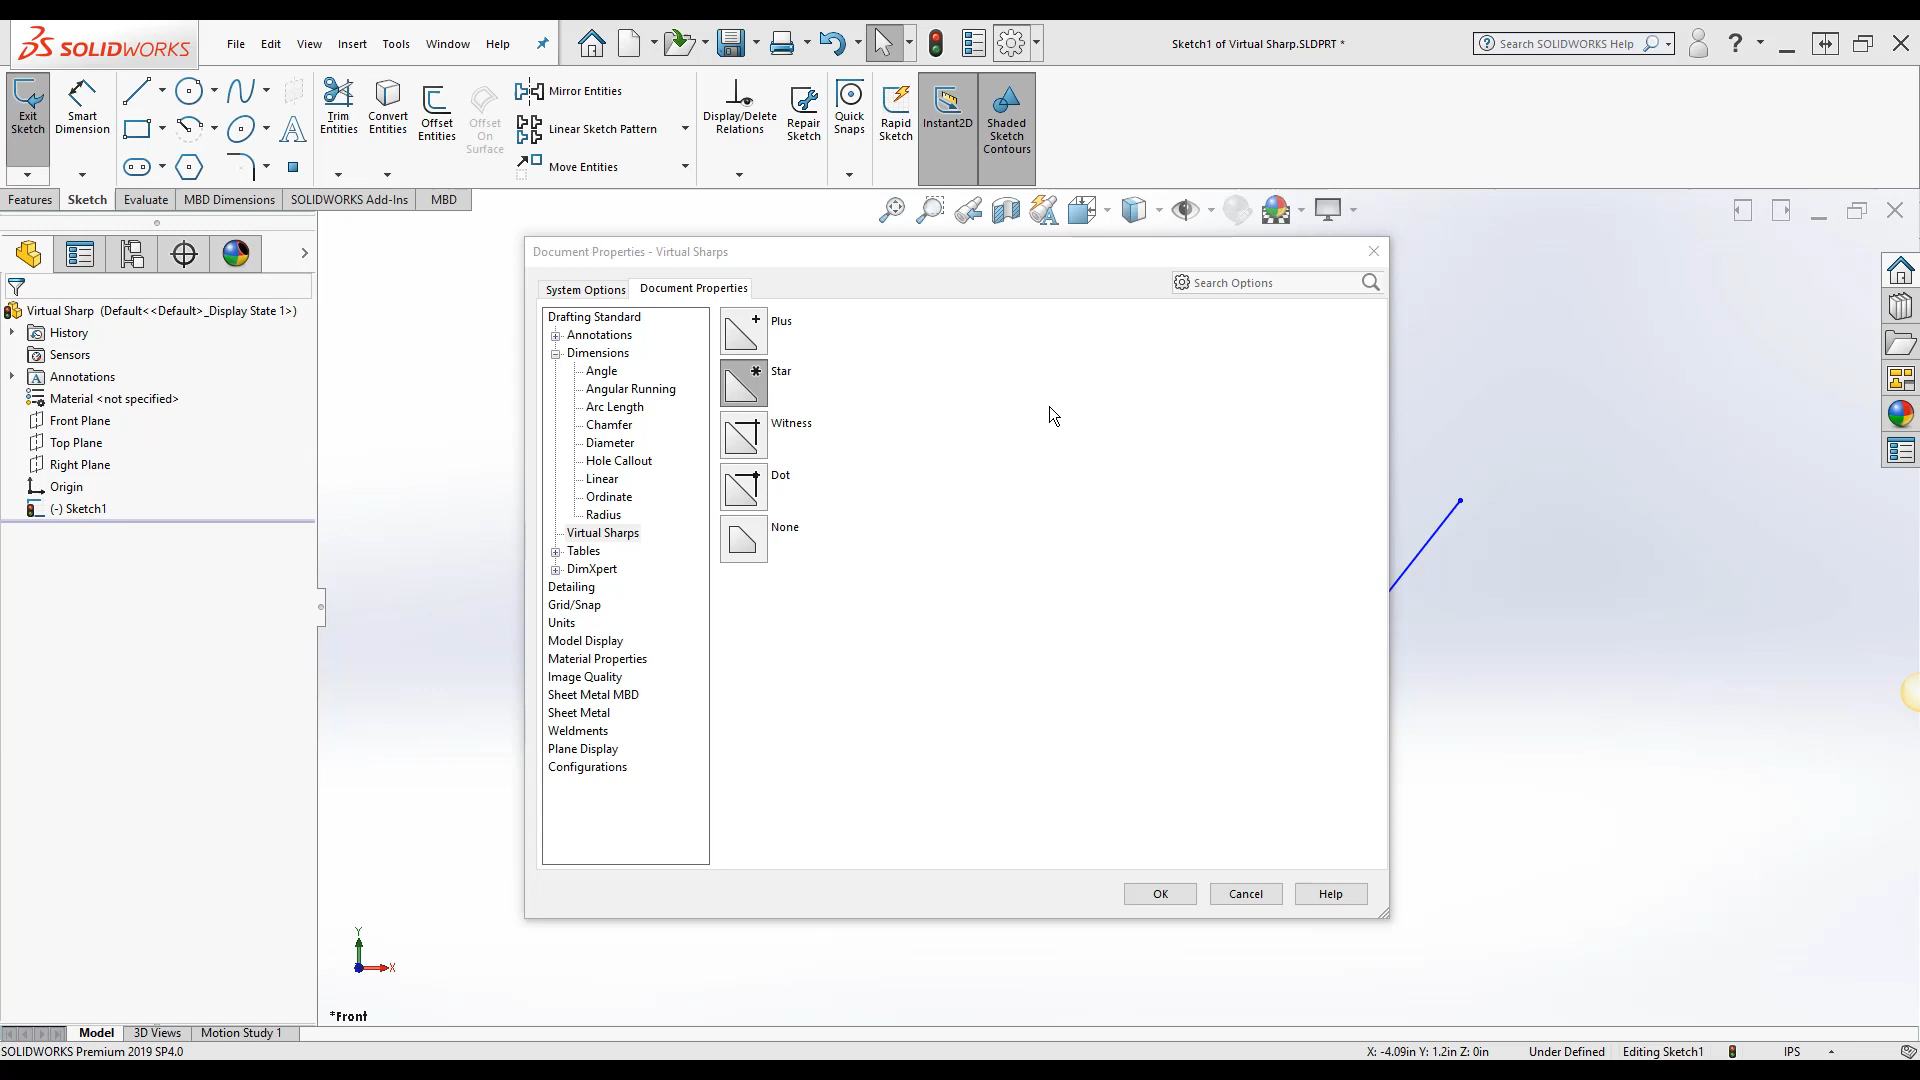 SOLIDWORKS
File Edit View Insert Tools Window Help
Sketch1 of Virtual Sharp.SLDPRT *
Search SOLIDWORKS Help
Exit Sketch
Smart Dimension
Trim Entities
Convert Entities
Offset Entities
Offset On Surface
Mirror Entities
Linear Sketch Pattern
Move Entities
Display/Delete Relations
Repair Sketch
Quick Snaps
Rapid Sketch
Instant2D
Shaded Sketch Contours
Features Sketch Evaluate MBD Dimensions SOLIDWORKS Add-Ins MBD
Virtual Sharp (Default<<Default>_Display State 1>)
History
Sensors
Annotations
Material <not specified>
Front Plane
Top Plane
Right Plane
Origin
(-) Sketch1
Document Properties - Virtual Sharps
System Options Document Properties
Search Options
Drafting Standard
Annotations
Dimensions
Angle
Angular Running
Arc Length
Chamfer
Diameter
Hole Callout
Linear
Ordinate
Radius
Virtual Sharps
Tables
DimXpert
Detailing
Grid/Snap
Units
Model Display
Material Properties
Image Quality
Sheet Metal MBD
Sheet Metal
Weldments
Plane Display
Configurations
Plus
Star
Witness
Dot
None
OK Cancel Help
Y
X
*Front
Model 3D Views Motion Study 1
SOLIDWORKS Premium 2019 SP4.0
X: -4.09in Y: 1.2in Z: 0in Under Defined Editing Sketch1 IPS